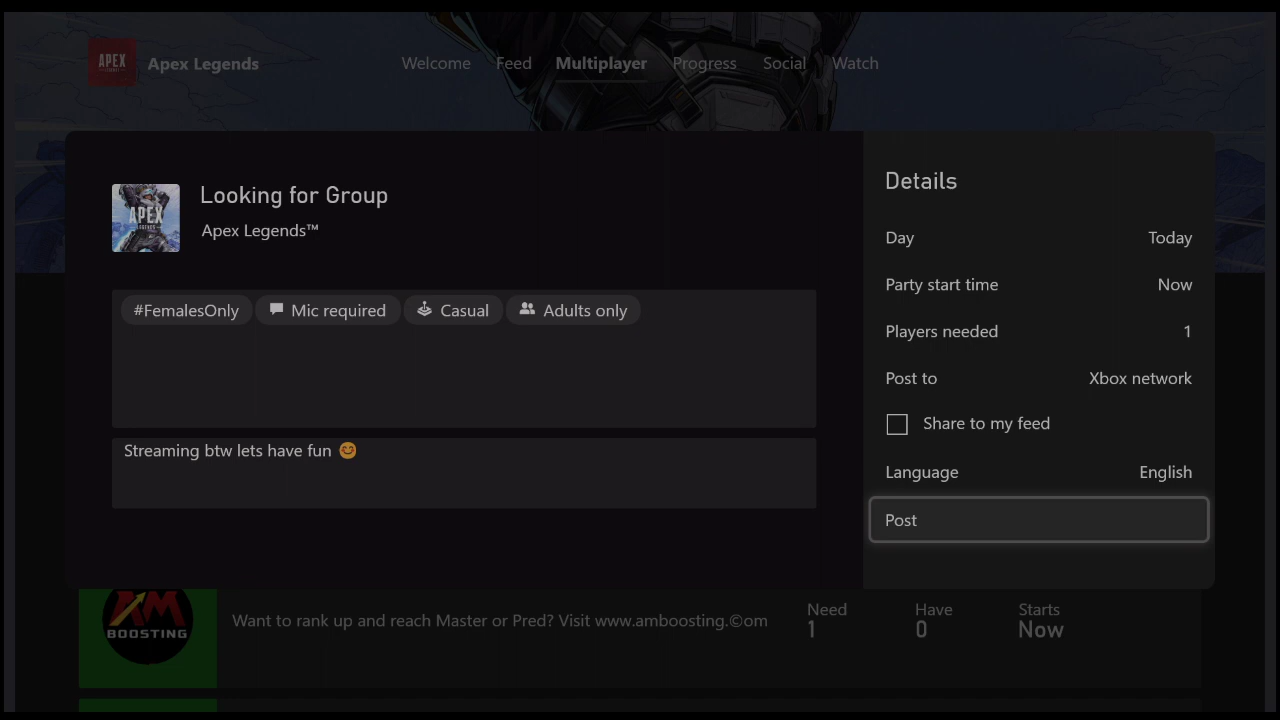 APEX
Apex Legends
Welcome Feed Multiplayer Progress Social Watch
APEX
LEGENDS
Looking for Group
Apex Legends™
#FemalesOnly Mic required Casual Adults only
Streaming btw lets have fun 😊
Details
Day Today
Party start time Now
Players needed 1
Post to Xbox network
Share to my feed
Language English
Post
BOOSTING
Want to rank up and reach Master or Pred? Visit www.amboosting.©om
Need Have Starts
1 0 Now